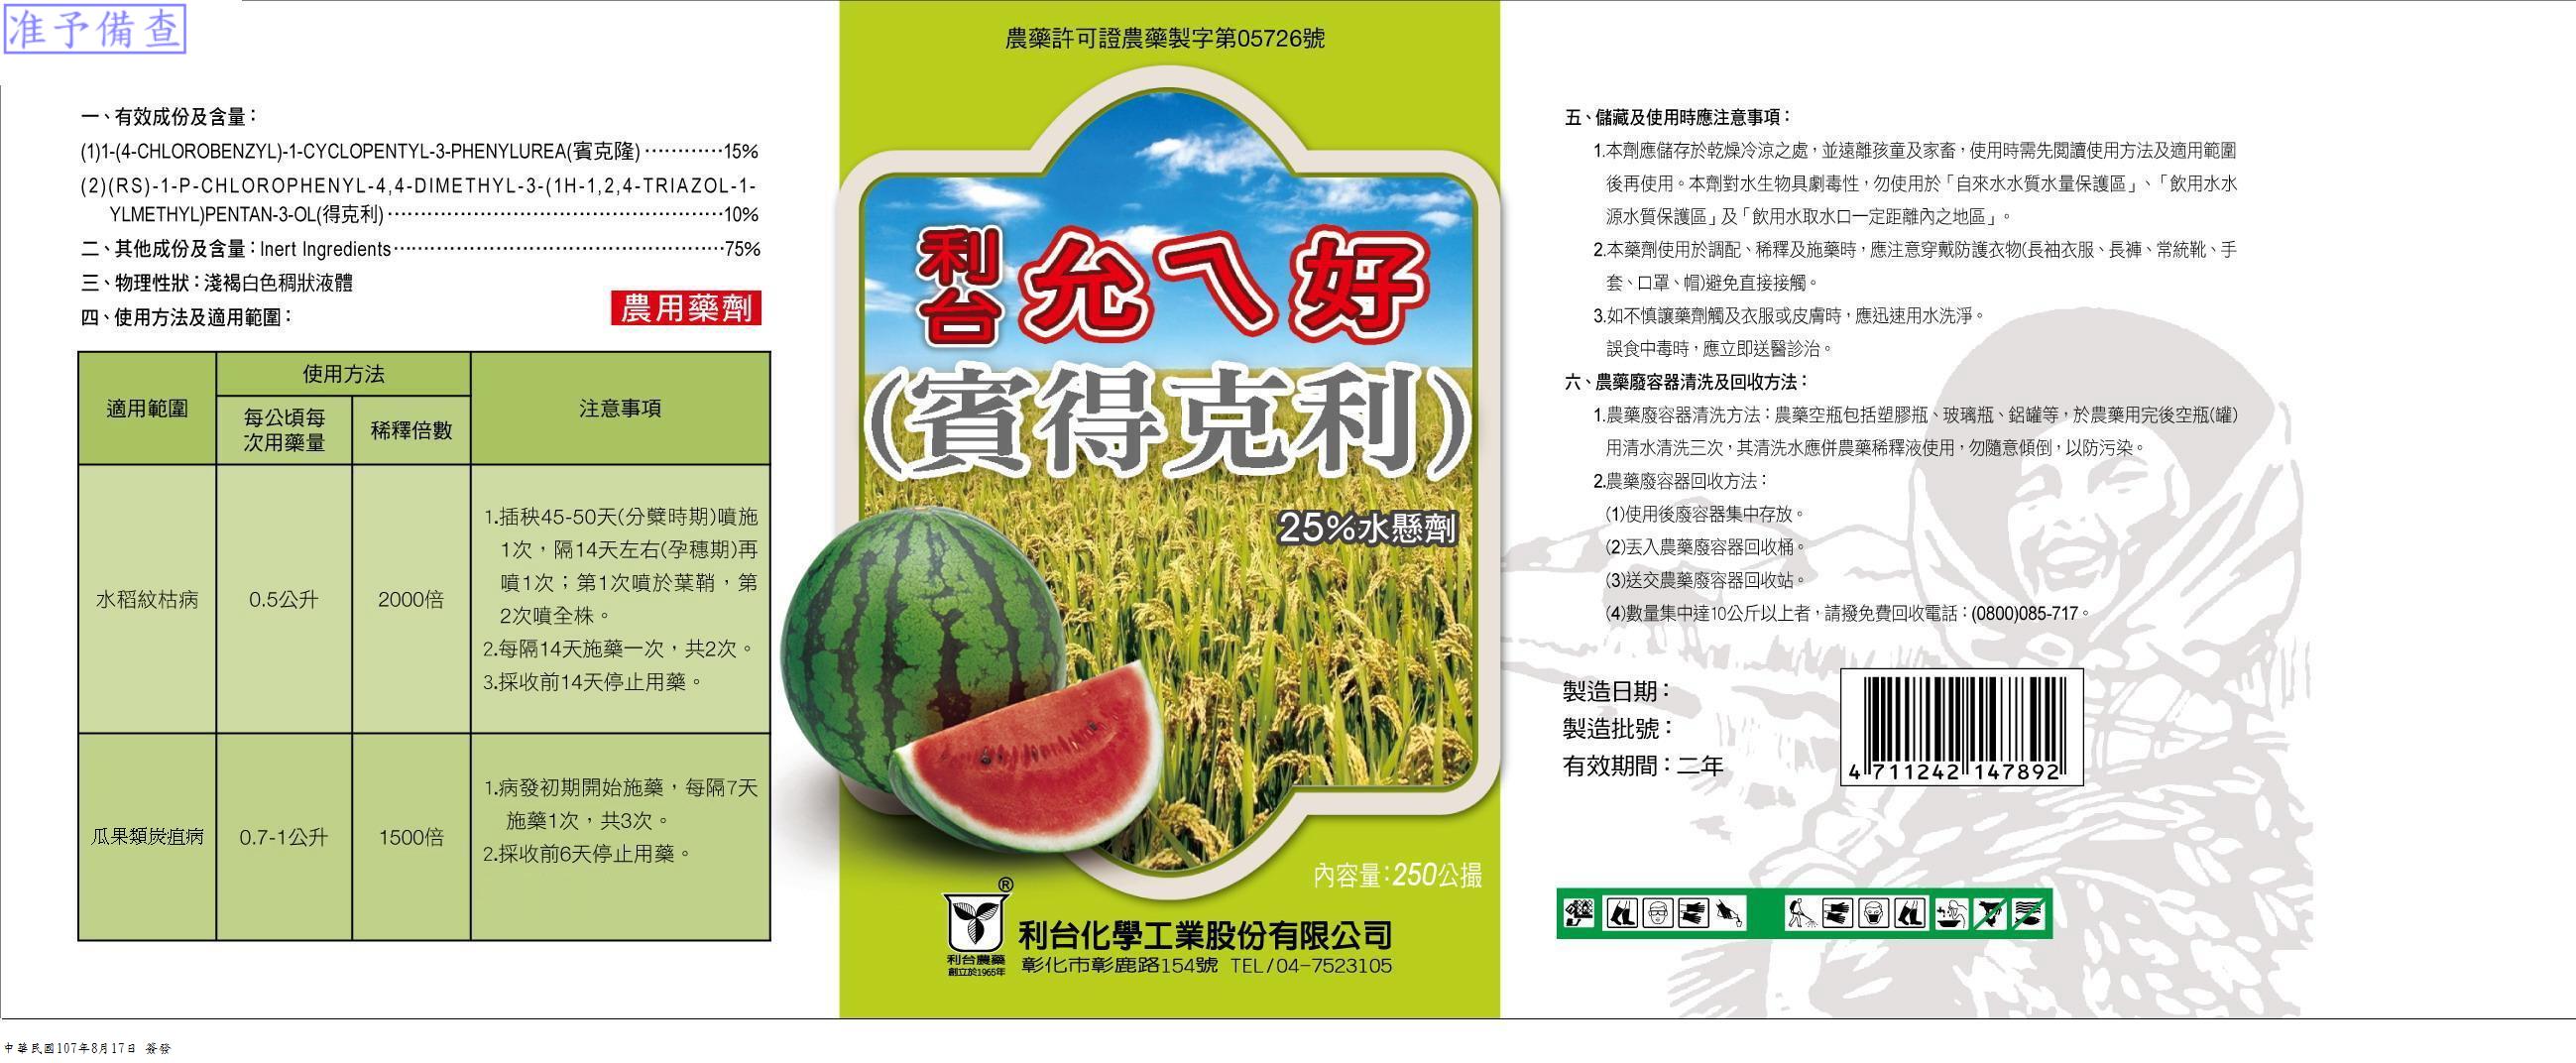 准予備查
一、有效成份及含量：
(1)1-(4-CHLOROBENZYL)-1-CYCLOPENTYL-3-PHENYLUREA(賓克隆)…………15%
(2)(RS)-1-P-CHLOROPHENYL-4,4-DIMETHYL-3-(1H-1,2,4-TRIAZOL-1-
YLMETHYL)PENTAN-3-OL(得克利)……………………………………………10%
二、其他成份及含量：Inert Ingredients……………………………………………75%
三、物理性狀：淺褐白色稠狀液體
四、使用方法及適用範圍：
農用藥劑
適用範圍
使用方法
每公頃每
次用藥量
稀釋倍數
注意事項
水稻紋枯病
0.5公升
2000倍
1.插秧45-50天(分櫱時期)噴施
1次，隔14天左右(孕穗期)再
噴1次；第1次噴於葉鞘，第
2次噴全株。
2.每隔14天施藥一次，共2次。
3.採收前14天停止用藥。
瓜果類炭疽病
0.7-1公升
1500倍
1.病發初期開始施藥，每隔7天
施藥1次，共3次。
2.採收前6天停止用藥。
農藥許可證農藥製字第05726號
利台
允ㄟ好
(賓得克利)
25%水懸劑
內容量：250公撮
®
利台農藥
創立於1965年
利台化學工業股份有限公司
彰化市彰鹿路154號 TEL/04-7523105
五、儲藏及使用時應注意事項：
1.本劑應儲存於乾燥冷涼之處，並遠離孩童及家畜，使用時需先閱讀使用方法及適用範圍
後再使用。本劑對水生物具劇毒性，勿使用於「自來水水質水量保護區」、「飲用水水
源水質保護區」及「飲用水取水口一定距離內之地區」。
2.本藥劑使用於調配、稀釋及施藥時，應注意穿戴防護衣物(長袖衣服、長褲、常統靴、手
套、口罩、帽)避免直接接觸。
3.如不慎讓藥劑觸及衣服或皮膚時，應迅速用水洗淨。
誤食中毒時，應立即送醫診治。
六、農藥廢容器清洗及回收方法：
1.農藥廢容器清洗方法：農藥空瓶包括塑膠瓶、玻璃瓶、鋁罐等，於農藥用完後空瓶(罐)
用清水清洗三次，其清洗水應併農藥稀釋液使用，勿隨意傾倒，以防污染。
2.農藥廢容器回收方法：
(1)使用後廢容器集中存放。
(2)丟入農藥廢容器回收桶。
(3)送交農藥廢容器回收站。
(4)數量集中達10公斤以上者，請撥免費回收電話：(0800)085-717。
製造日期：
製造批號：
有效期間：二年
4 711242 147892
中華民國107年8月17日 簽發